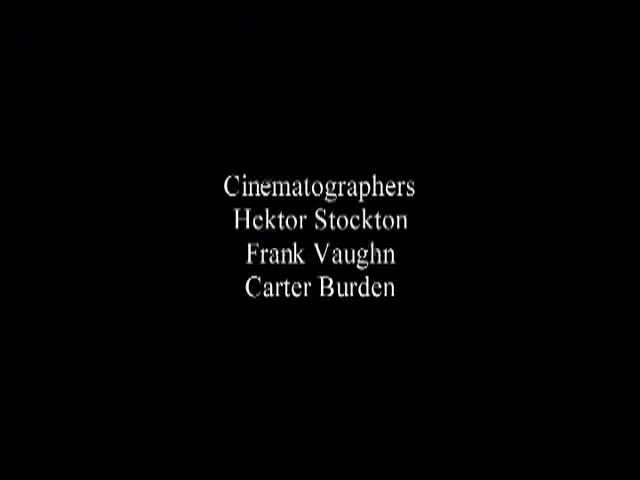 Cinematographers
Hektor Stockton
Frank Vaughn
Carter Burden